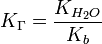 K_Γ = K_{H_2O} / K_b